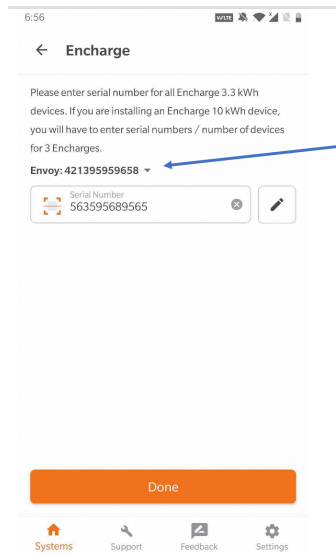 6:56
VoLTE
← Encharge
Please enter serial number for all Encharge 3.3 kWh
devices. If you are installing an Encharge 10 kWh device,
you will have to enter serial numbers / number of devices
for 3 Encharges.
Envoy: 421395959658
Serial Number
563595689565
Done
Systems Support Feedback Settings